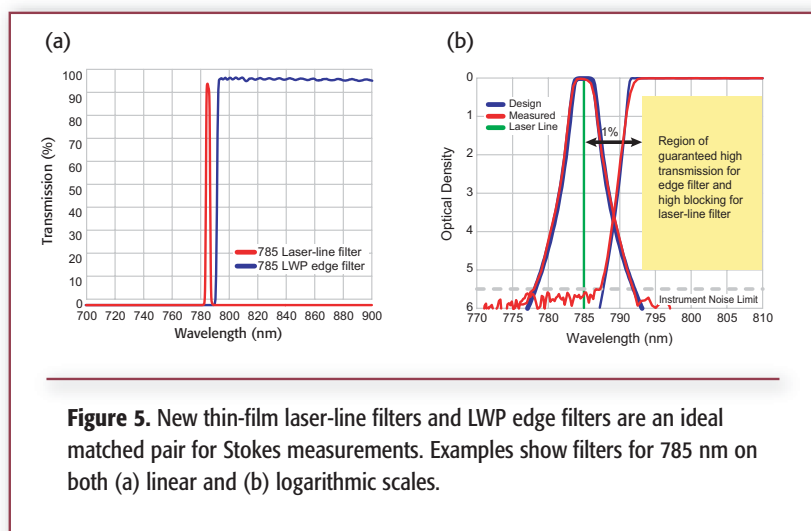 (a)
Transmission (%)
100
90
80
70
60
50
40
30
20
10
0
785 Laser-line filter
785 LWP edge filter
700 720 740 760 780 800 820 840 860 880 900
Wavelength (nm)
(b)
Optical Density
0
1
2
3
4
5
6
Design
Measured
Laser Line
1%
Region of
guaranteed high
transmission for
edge filter and
high blocking for
laser-line filter
Instrument Noise Limit
770 775 780 785 790 795 800 805 810
Wavelength (nm)
Figure 5. New thin-film laser-line filters and LWP edge filters are an ideal
matched pair for Stokes measurements. Examples show filters for 785 nm on
both (a) linear and (b) logarithmic scales.